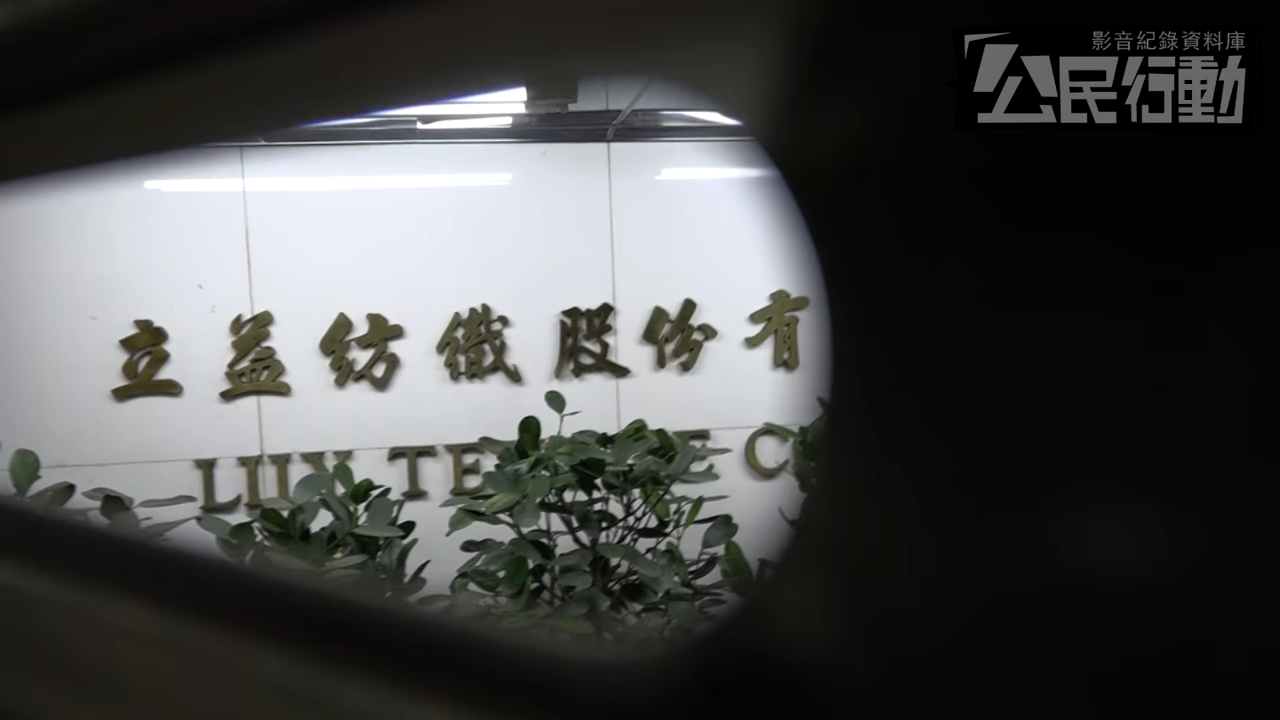 影音紀錄資料庫
公民行動
立益紡織股份有